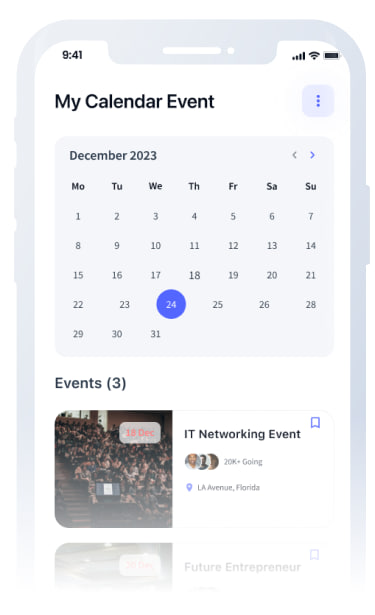 9:41
My Calendar Event
December 2023
Mo Tu We Th Fr Sa Su
1 2 3 4 5 6 7
8 9 10 11 12 13 14
15 16 17 18 19 20 21
22 23 24 25 26 28
29 30 31
Events (3)
18 Dec
IT Networking Event
20K+ Going
LA Avenue, Florida
20 Dec
Future Entrepreneur